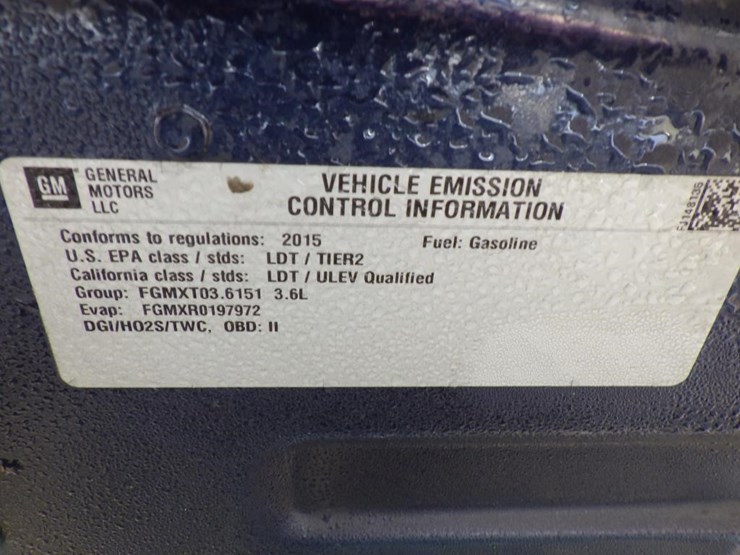 GM
GENERAL
MOTORS
LLC
VEHICLE EMISSION
CONTROL INFORMATION
Conforms to regulations: 2015 Fuel: Gasoline
U.S. EPA class / stds: LDT / TIER2
California class / stds: LDT / ULEV Qualified
Group: FGMXT03.6151 3.6L
Evap: FGMXR0197972
DGI/HO2S/TWC, OBD: II